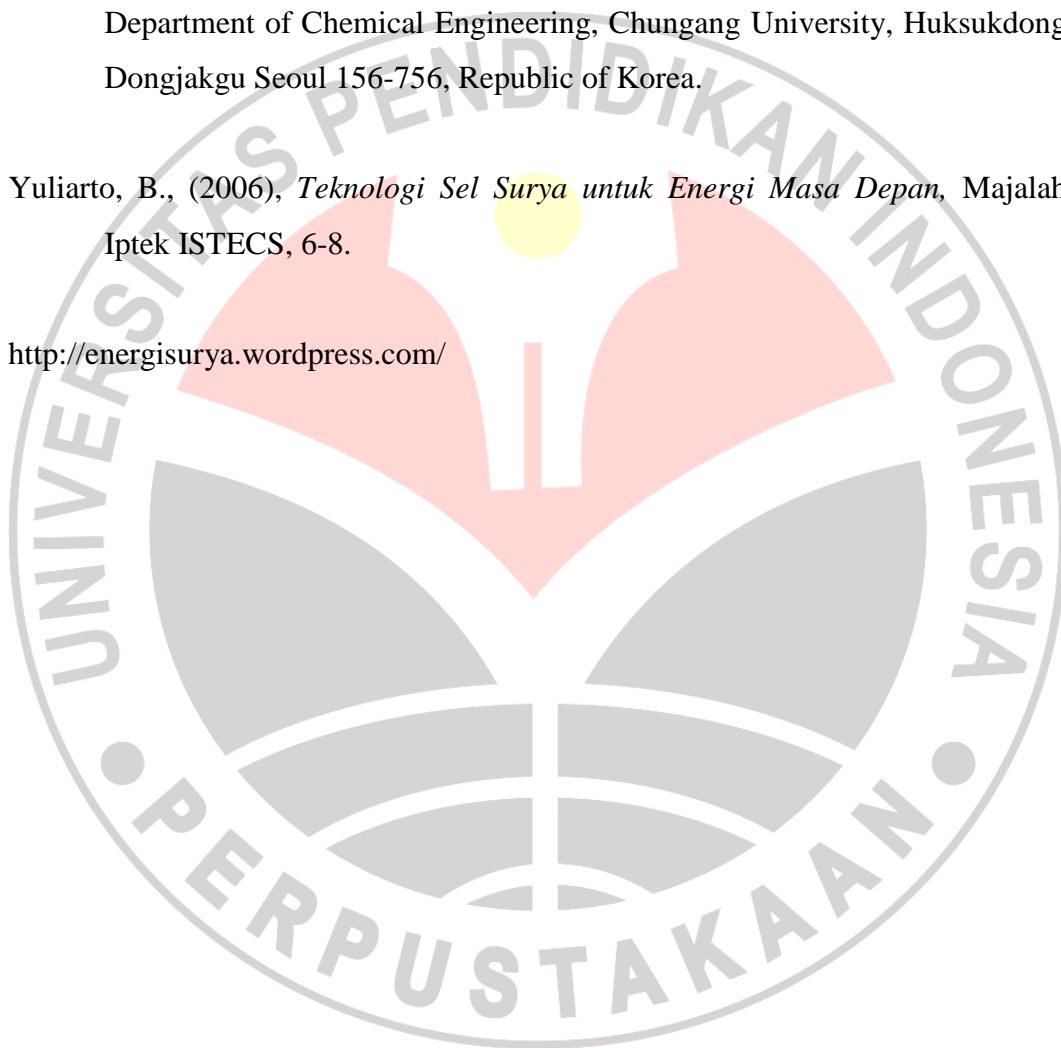 Department of Chemical Engineering, Chungang University, Huksukdong
Dongjakgu Seoul 156-756, Republic of Korea.
Yuliarto, B., (2006), Teknologi Sel Surya untuk Energi Masa Depan, Majalah
Iptek ISTECS, 6-8.
http://energisurya.wordpress.com/
UNIVERSITAS PENDIDIKAN INDONESIA
PERPUSTAKAAN